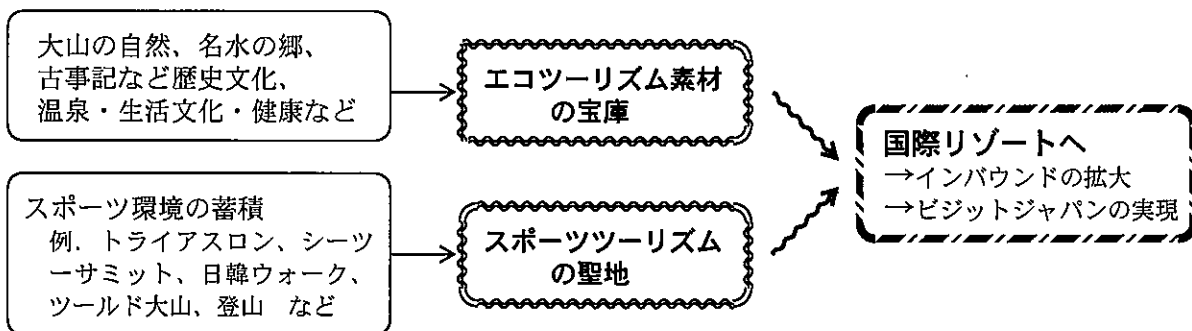 大山の自然、名水の郷、
古事記など歴史文化、
温泉・生活文化・健康など
エコツーリズム素材
の宝庫
スポーツ環境の蓄積
例．トライアスロン、シーツ
ーサミット、日韓ウォーク、
ツールド大山、登山　など
スポーツツーリズム
の聖地
国際リゾートへ
→インバウンドの拡大
→ビジットジャパンの実現